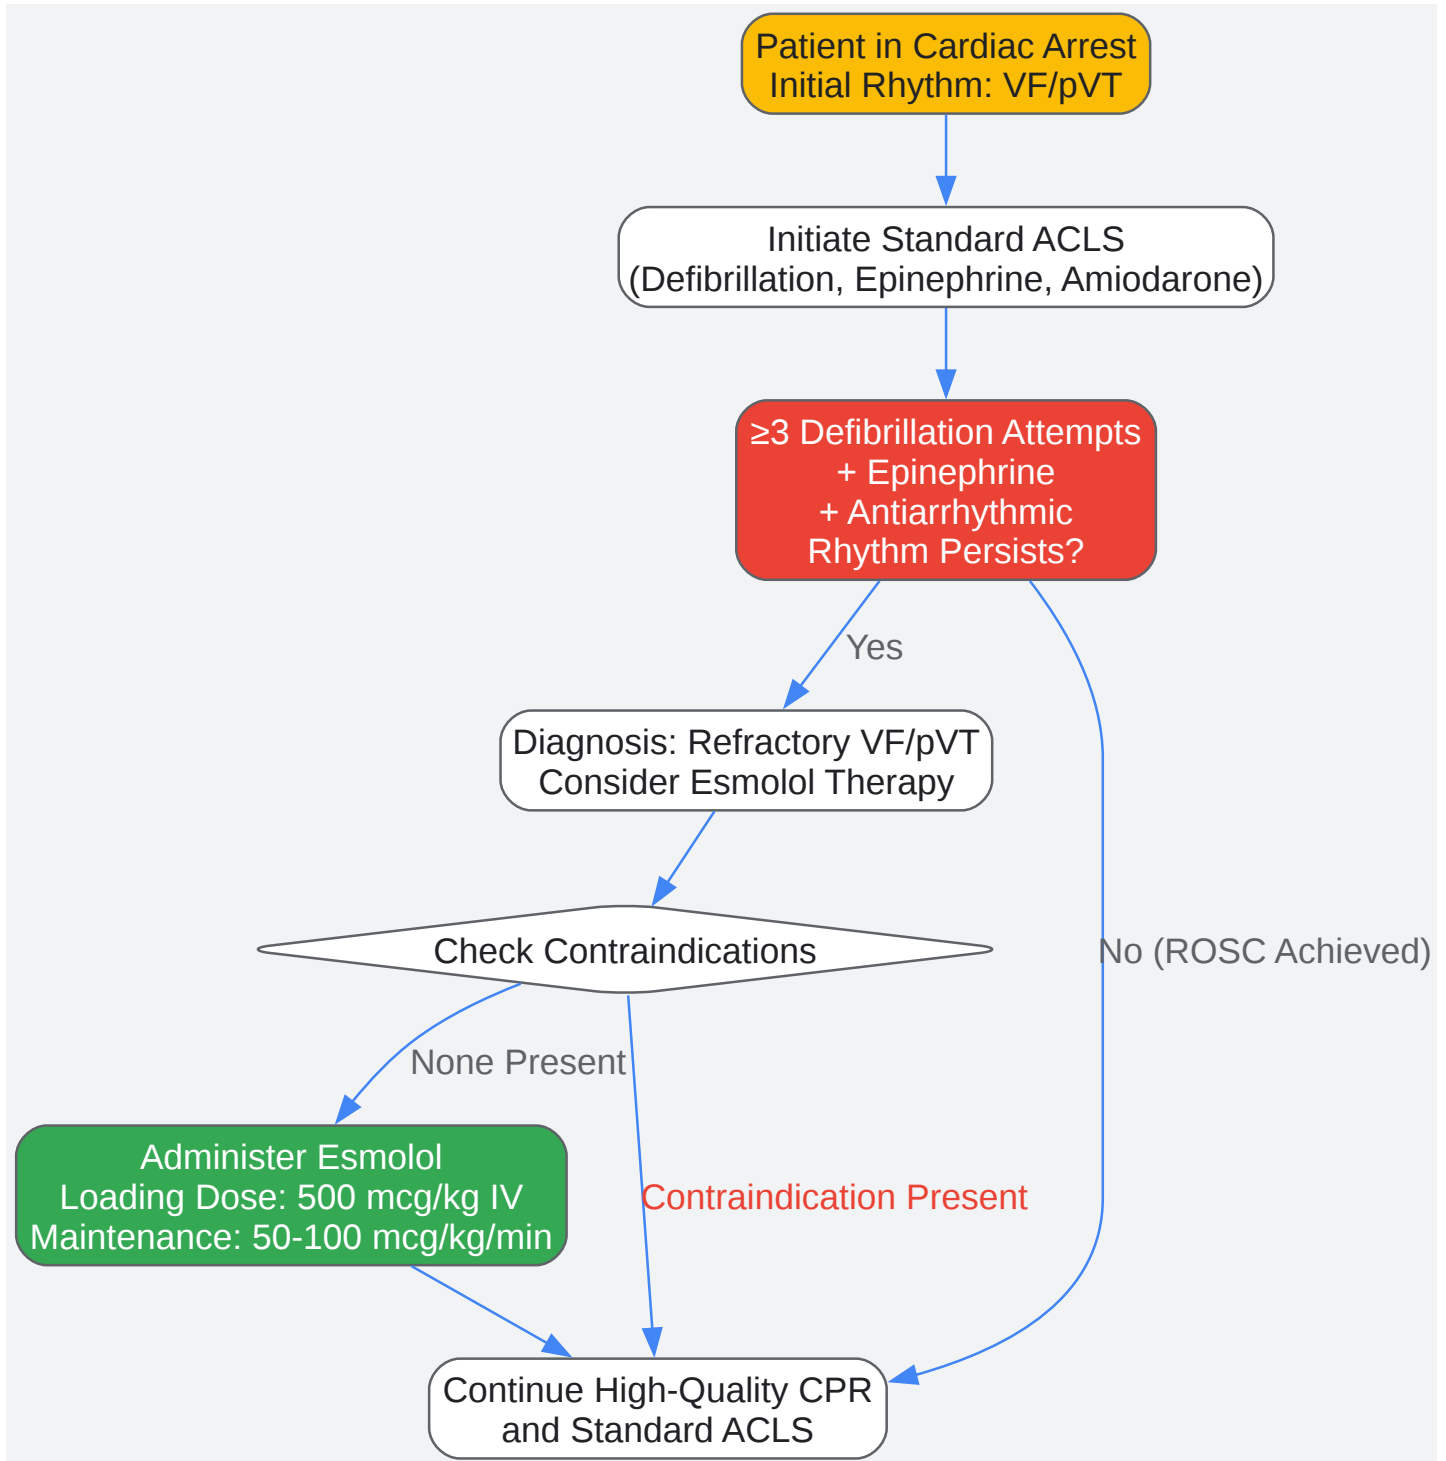 Patient in Cardiac Arrest
Initial Rhythm: VF/pVT
Initiate Standard ACLS
(Defibrillation, Epinephrine, Amiodarone)
≥3 Defibrillation Attempts
+ Epinephrine
+ Antiarrhythmic
Rhythm Persists?
Yes
Diagnosis: Refractory VF/pVT
Consider Esmolol Therapy
Check Contraindications
No (ROSC Achieved)
None Present
Administer Esmolol
Loading Dose: 500 mcg/kg IV
Maintenance: 50-100 mcg/kg/min
Contraindication Present
Continue High-Quality CPR
and Standard ACLS